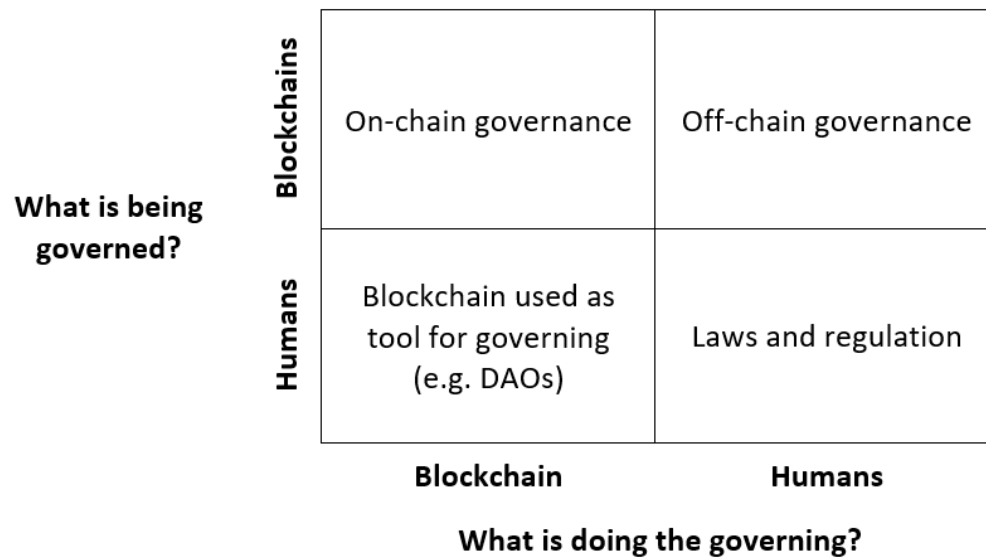 Blockchains
On-chain governance
Off-chain governance
What is being
governed?
Humans
Blockchain used as
tool for governing
(e.g. DAOs)
Laws and regulation
Blockchain
Humans
What is doing the governing?